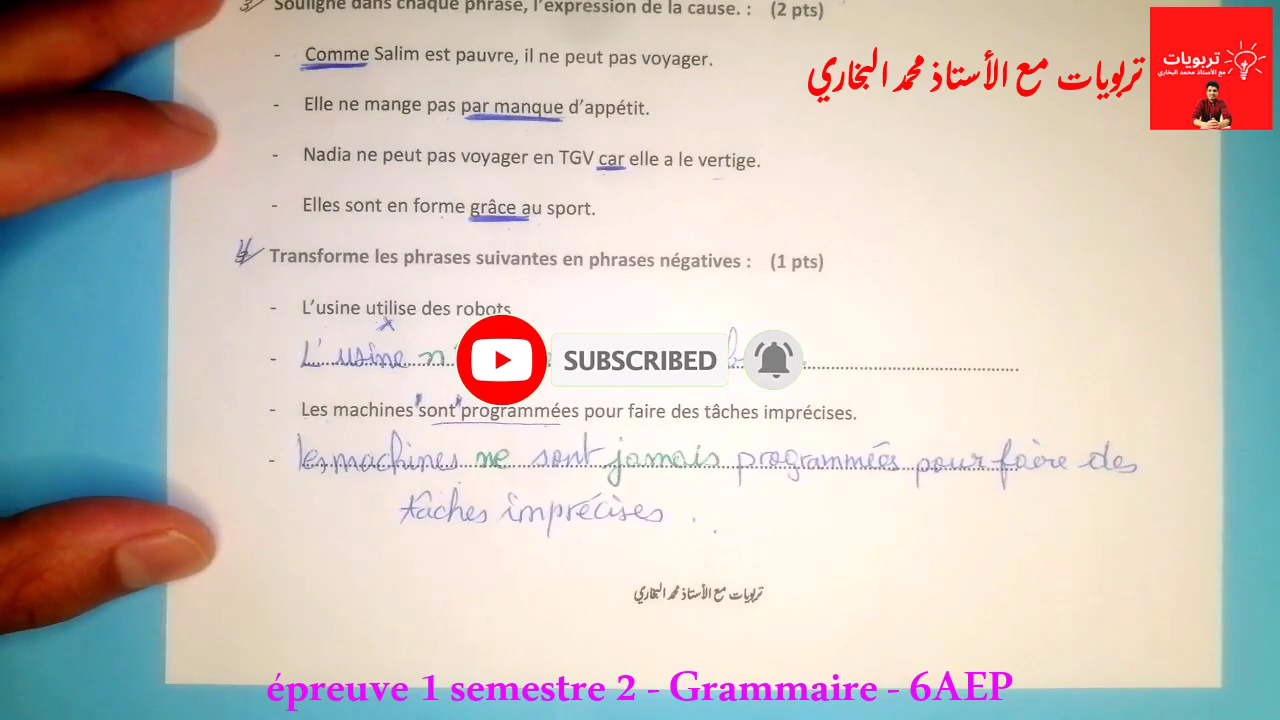 3/ Souligne dans chaque phrase, l'expression de la cause. : (2 pts)
- Comme Salim est pauvre, il ne peut pas voyager.
تربويات مع الأستاذ محمد البخاري
تربويات
مع الأستاذ محمد البخاري
- Elle ne mange pas par manque d'appétit.
- Nadia ne peut pas voyager en TGV car elle a le vertige.
- Elles sont en forme grâce au sport.
4/ Transforme les phrases suivantes en phrases négatives : (1 pts)
- L'usine utilise des robots
- L'usine n'
SUBSCRIBED
- Les machines sont programmées pour faire des tâches imprécises.
- les machines ne sont jamais programmées pour faire des
tâches imprécises .
تربويات مع الأستاذ محمد البخاري
épreuve 1 semestre 2 - Grammaire - 6AEP